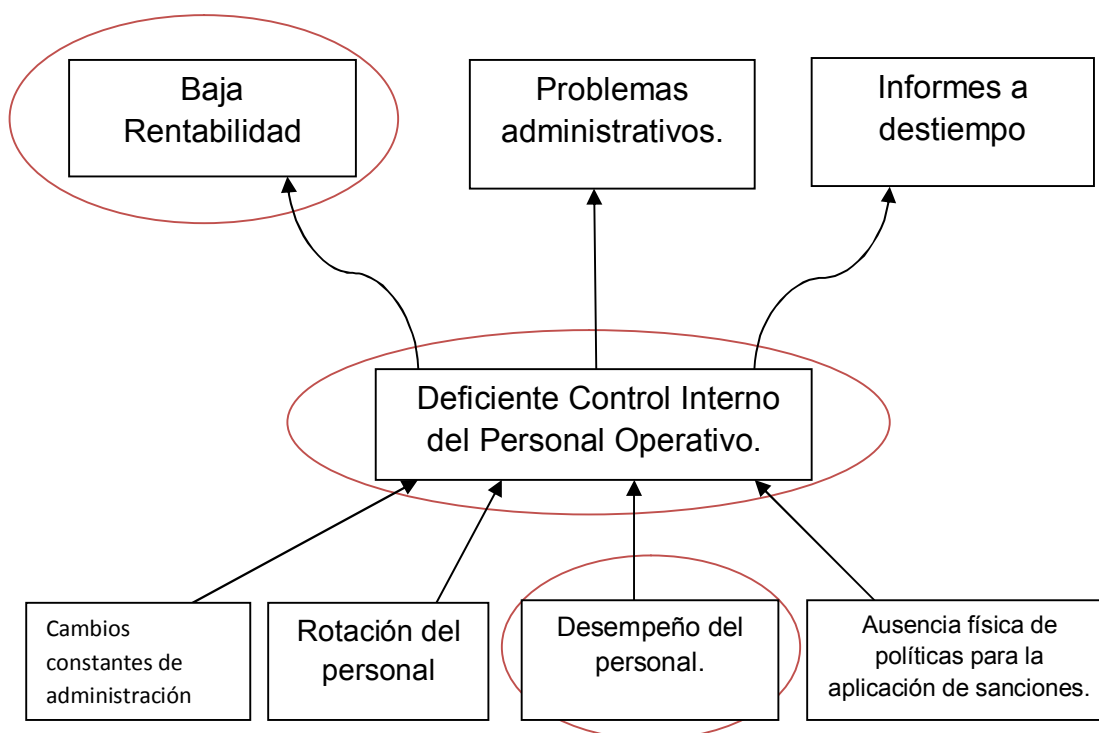 Baja
Rentabilidad
Problemas
administrativos.
Informes a
destiempo
Deficiente Control Interno
del Personal Operativo.
Cambios
constantes de
administración
Rotación del
personal
Desempeño del
personal.
Ausencia física de
políticas para la
aplicación de sanciones.